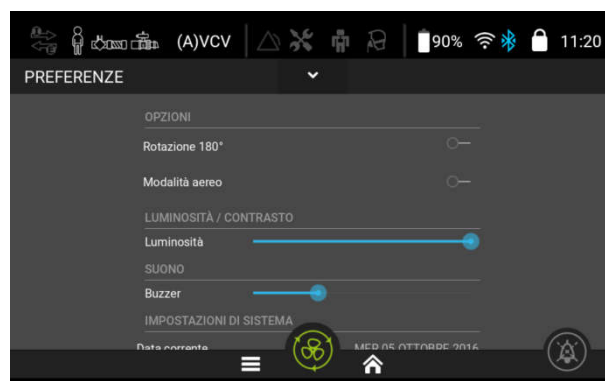 (A)VCV 90% 11:20
PREFERENZE
OPZIONI
Rotazione 180°
Modalità aereo
LUMINOSITÀ / CONTRASTO
Luminosità
SUONO
Buzzer
IMPOSTAZIONI DI SISTEMA
Data corrente MER 05 OTTOBRE 2016